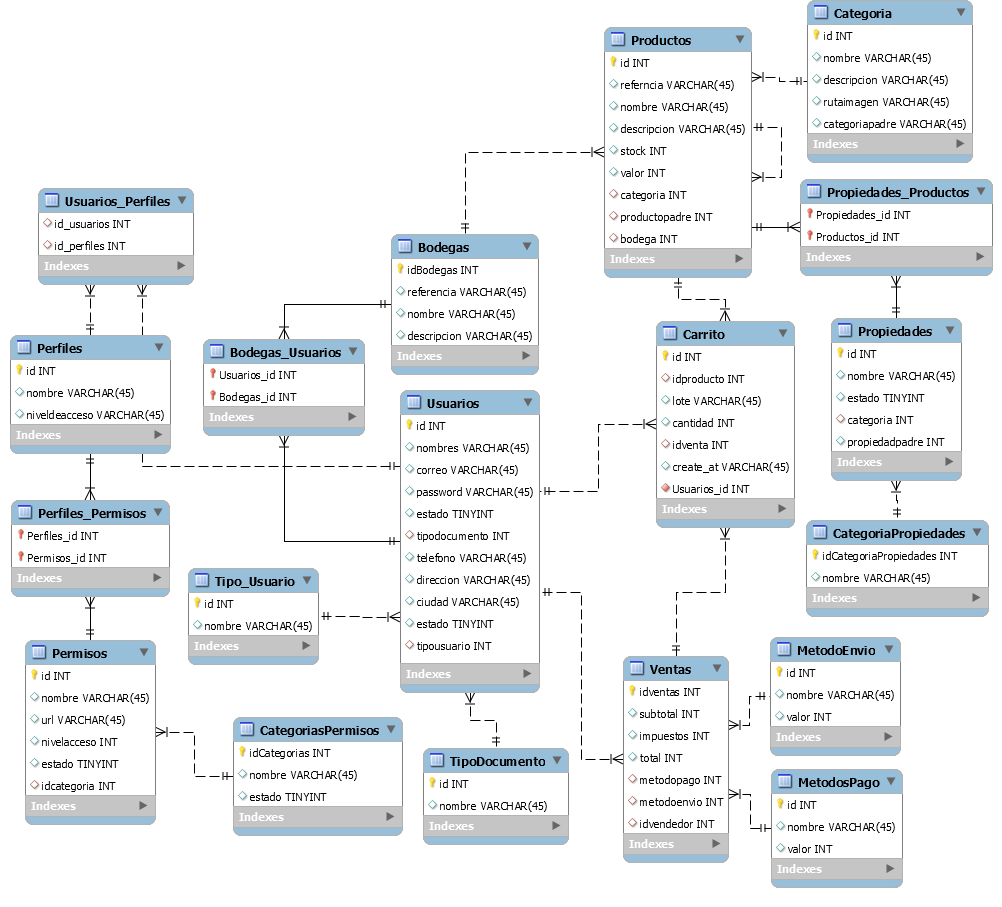 Categoria
id INT
nombre VARCHAR(45)
descripcion VARCHAR(45)
rutaimagen VARCHAR(45)
categoriapadre VARCHAR(45)
Indexes
Productos
id INT
referncia VARCHAR(45)
nombre VARCHAR(45)
descripcion VARCHAR(45)
stock INT
valor INT
categoria INT
productopadre INT
bodega INT
Indexes
Propiedades_Productos
Propiedades_id INT
Productos_id INT
Indexes
Usuarios_Perfiles
id_usuarios INT
id_perfiles INT
Indexes
Bodegas
idBodegas INT
referencia VARCHAR(45)
nombre VARCHAR(45)
descripcion VARCHAR(45)
Indexes
Perfiles
id INT
nombre VARCHAR(45)
niveldeacceso VARCHAR(45)
Indexes
Bodegas_Usuarios
Usuarios_id INT
Bodegas_id INT
Indexes
Carrito
id INT
idproducto INT
lote VARCHAR(45)
cantidad INT
idventa INT
create_at VARCHAR(45)
Usuarios_id INT
Indexes
Propiedades
id INT
nombre VARCHAR(45)
estado TINYINT
categoria INT
propiedadpadre INT
Indexes
Usuarios
id INT
nombres VARCHAR(45)
correo VARCHAR(45)
password VARCHAR(45)
estado TINYINT
tipodocumento INT
telefono VARCHAR(45)
direccion VARCHAR(45)
ciudad VARCHAR(45)
estado TINYINT
tipousuario INT
Indexes
Perfiles_Permisos
Perfiles_id INT
Permisos_id INT
Indexes
CategoriaPropiedades
idCategoriaPropiedades INT
nombre VARCHAR(45)
Indexes
Tipo_Usuario
id INT
nombre VARCHAR(45)
Indexes
Permisos
id INT
nombre VARCHAR(45)
url VARCHAR(45)
nivelacceso INT
estado TINYINT
idcategoria INT
Indexes
CategoriasPermisos
idCategorias INT
nombre VARCHAR(45)
estado TINYINT
Indexes
TipoDocumento
id INT
nombre VARCHAR(45)
Indexes
Ventas
idventas INT
subtotal INT
impuestos INT
total INT
metodopago INT
metodoenvio INT
idvendedor INT
Indexes
MetodoEnvio
id INT
nombre VARCHAR(45)
valor INT
Indexes
MetodosPago
id INT
nombre VARCHAR(45)
valor INT
Indexes